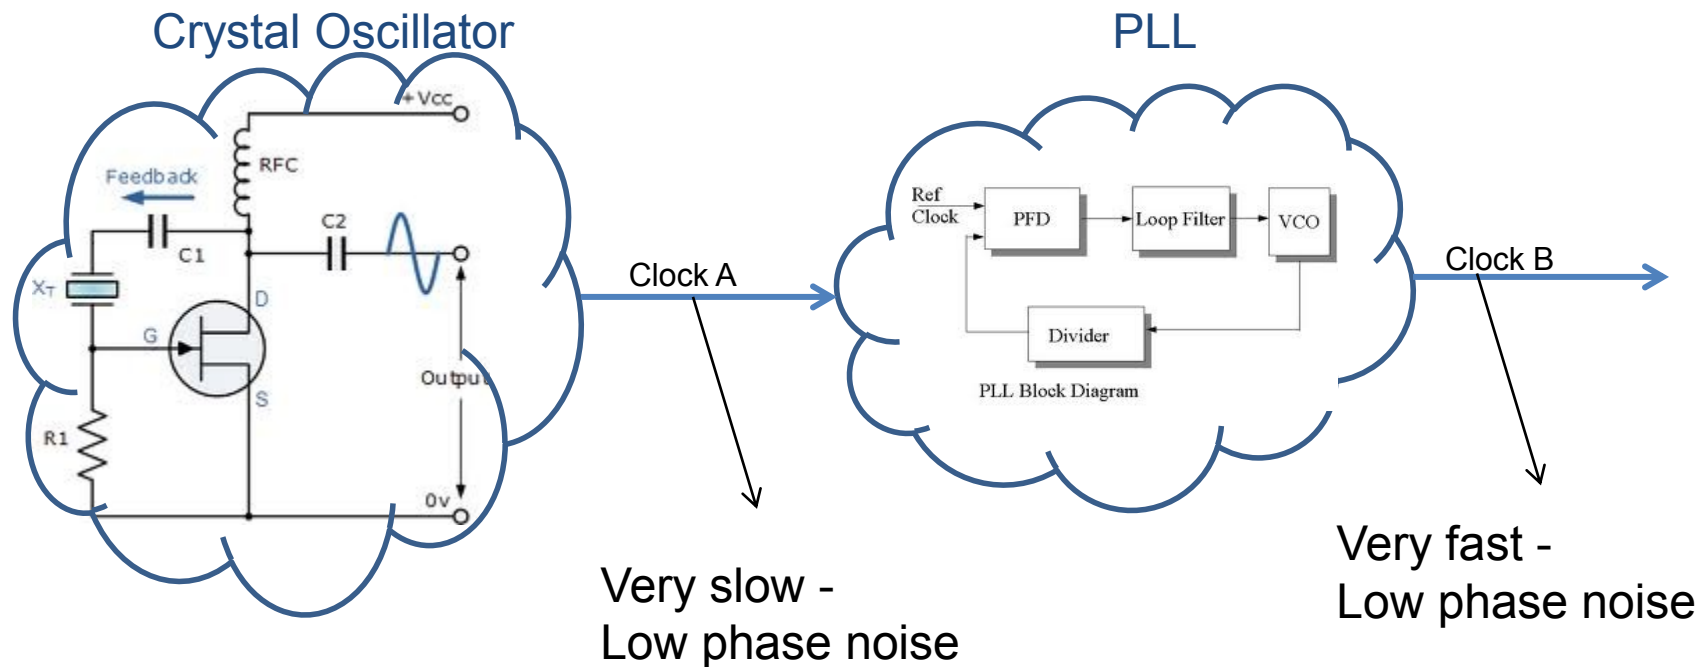 Crystal Oscillator
PLL
+Vcc
RFC
Feedback
C2
C1
XT
D
G
S
Output
R1
0v
Clock A
Ref
Clock
PFD
Loop Filter
VCO
Divider
PLL Block Diagram
Clock B
Very slow -
Low phase noise
Very fast -
Low phase noise